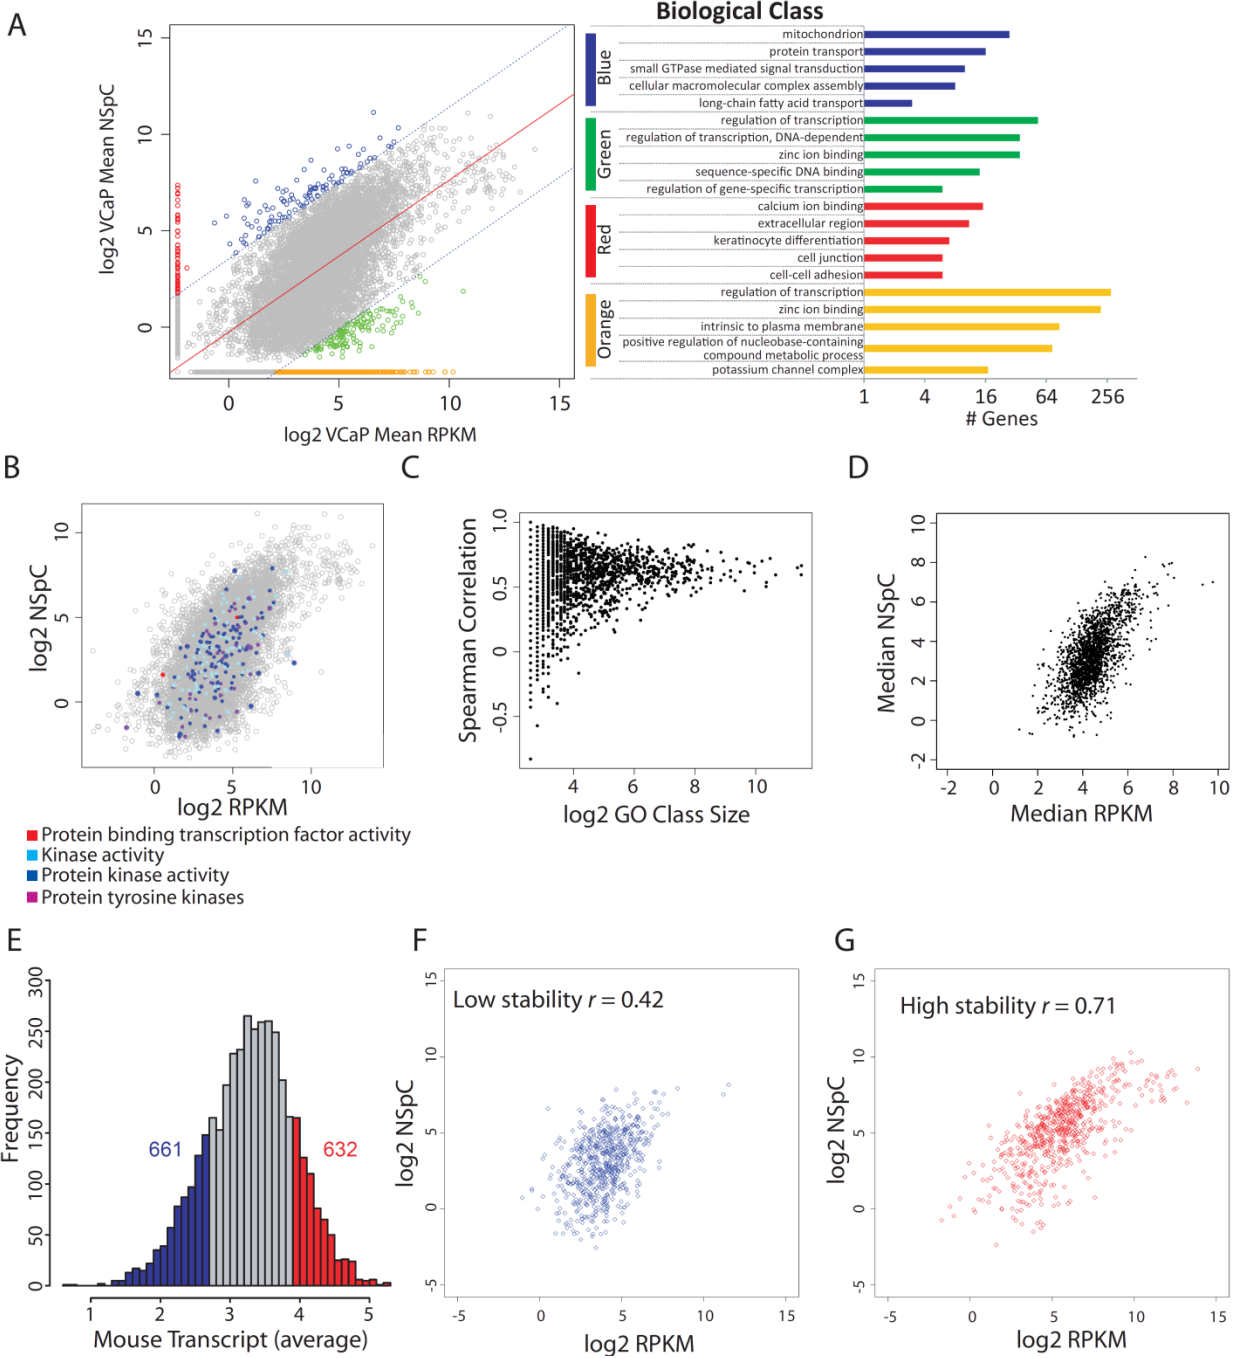 A
Biological Class
log2 VCaP Mean NSpC
15
10
5
0
0
5
10
15
log2 VCaP Mean RPKM
Blue
mitochondrion
protein transport
small GTPase mediated signal transduction
cellular macromolecular complex assembly
long-chain fatty acid transport
Green
regulation of transcription
regulation of transcription, DNA-dependent
zinc ion binding
sequence-specific DNA binding
regulation of gene-specific transcription
Red
calcium ion binding
extracellular region
keratinocyte differentiation
cell junction
cell-cell adhesion
Orange
regulation of transcription
zinc ion binding
intrinsic to plasma membrane
positive regulation of nucleobase-containing
compound metabolic process
potassium channel complex
1 4 16 64 256
# Genes
B
log2 NSpC
10
5
0
0 5 10
log2 RPKM
Protein binding transcription factor activity
Kinase activity
Protein kinase activity
Protein tyrosine kinases
C
Spearman Correlation
1.0
0.5
0
-0.5
4 6 8 10
log2 GO Class Size
D
Median NSpC
10
8
6
4
2
0
-2
-2 0 2 4 6 8 10
Median RPKM
E
Frequency
300
250
200
150
100
50
0
661
632
1 2 3 4 5
Mouse Transcript (average)
F
Low stability r = 0.42
log2 NSpC
15
10
5
0
-5
-5 0 5 10 15
log2 RPKM
G
High stability r = 0.71
log2 NSpC
15
10
5
0
-5
-5 0 5 10 15
log2 RPKM